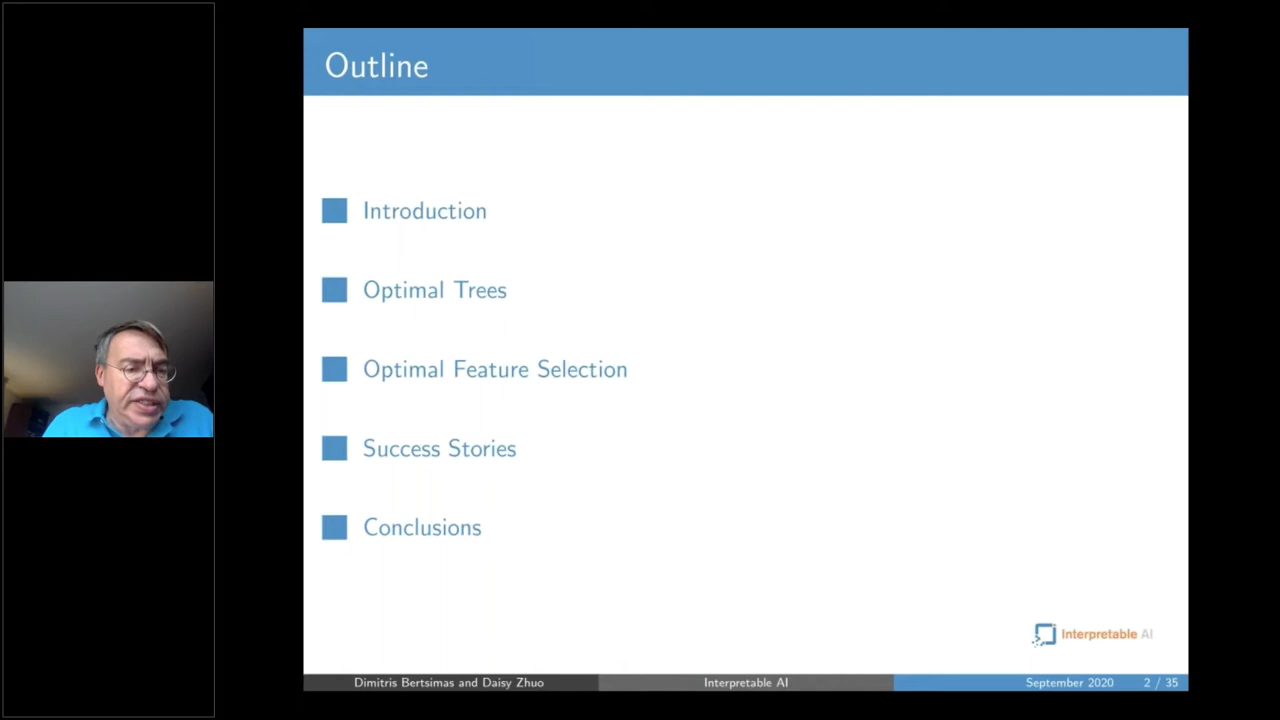 Outline
Introduction
Optimal Trees
Optimal Feature Selection
Success Stories
Conclusions
Interpretable AI
Dimitris Bertsimas and Daisy Zhuo
Interpretable AI
September 2020
2 / 35